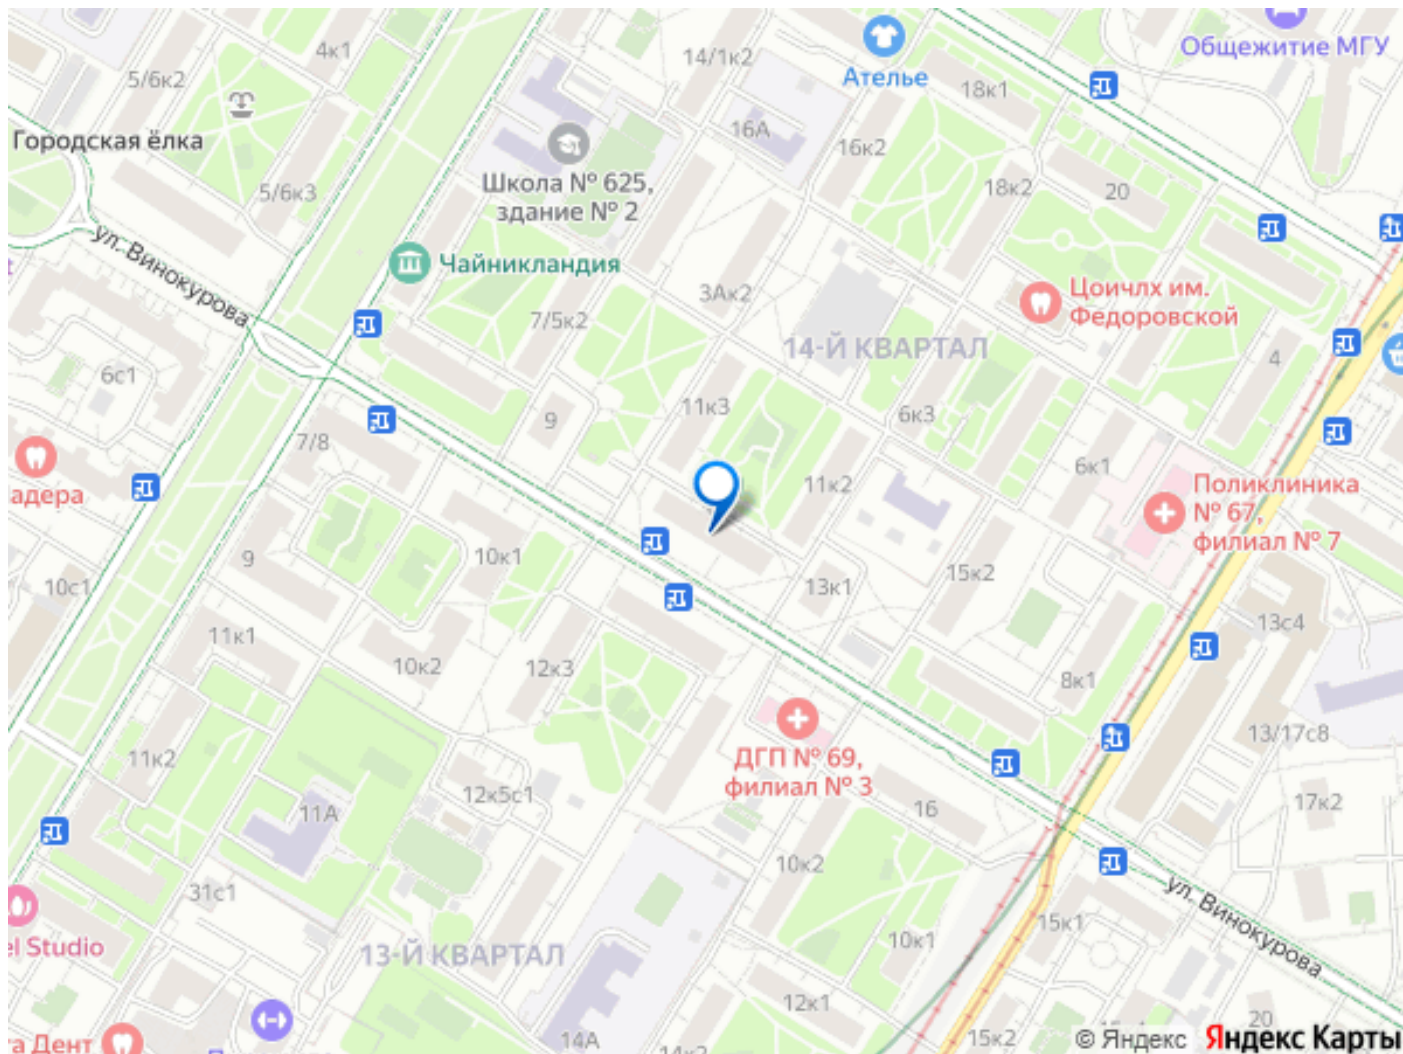 4к1
14/1к2
Общежитие МГУ
5/6к2
Ателье
18к1
Городская ёлка
16А
16к2
Школа № 625,
здание № 2
5/6к3
18к2
20
ул. Винокурова
Чайникландия
3Ак2
Цоичлх им.
Федоровской
7/5к2
14-Й КВАРТАЛ
4
6с1
11к3
6к3
9
7/8
6к1
адера
11к2
Поликлиника
№ 67,
филиал № 7
9
10к1
10с1
13к1
15к2
13с4
11к1
10к2
12к3
8к1
13/17с8
11к2
ДГП № 69,
филиал № 3
12к5с1
17к2
11А
16
10к2
31с1
ул. Винокурова
el Studio
13-Й КВАРТАЛ
10к1
15к1
12к1
20
14А
15к2
а Дент
© Яндекс Яндекс Карты